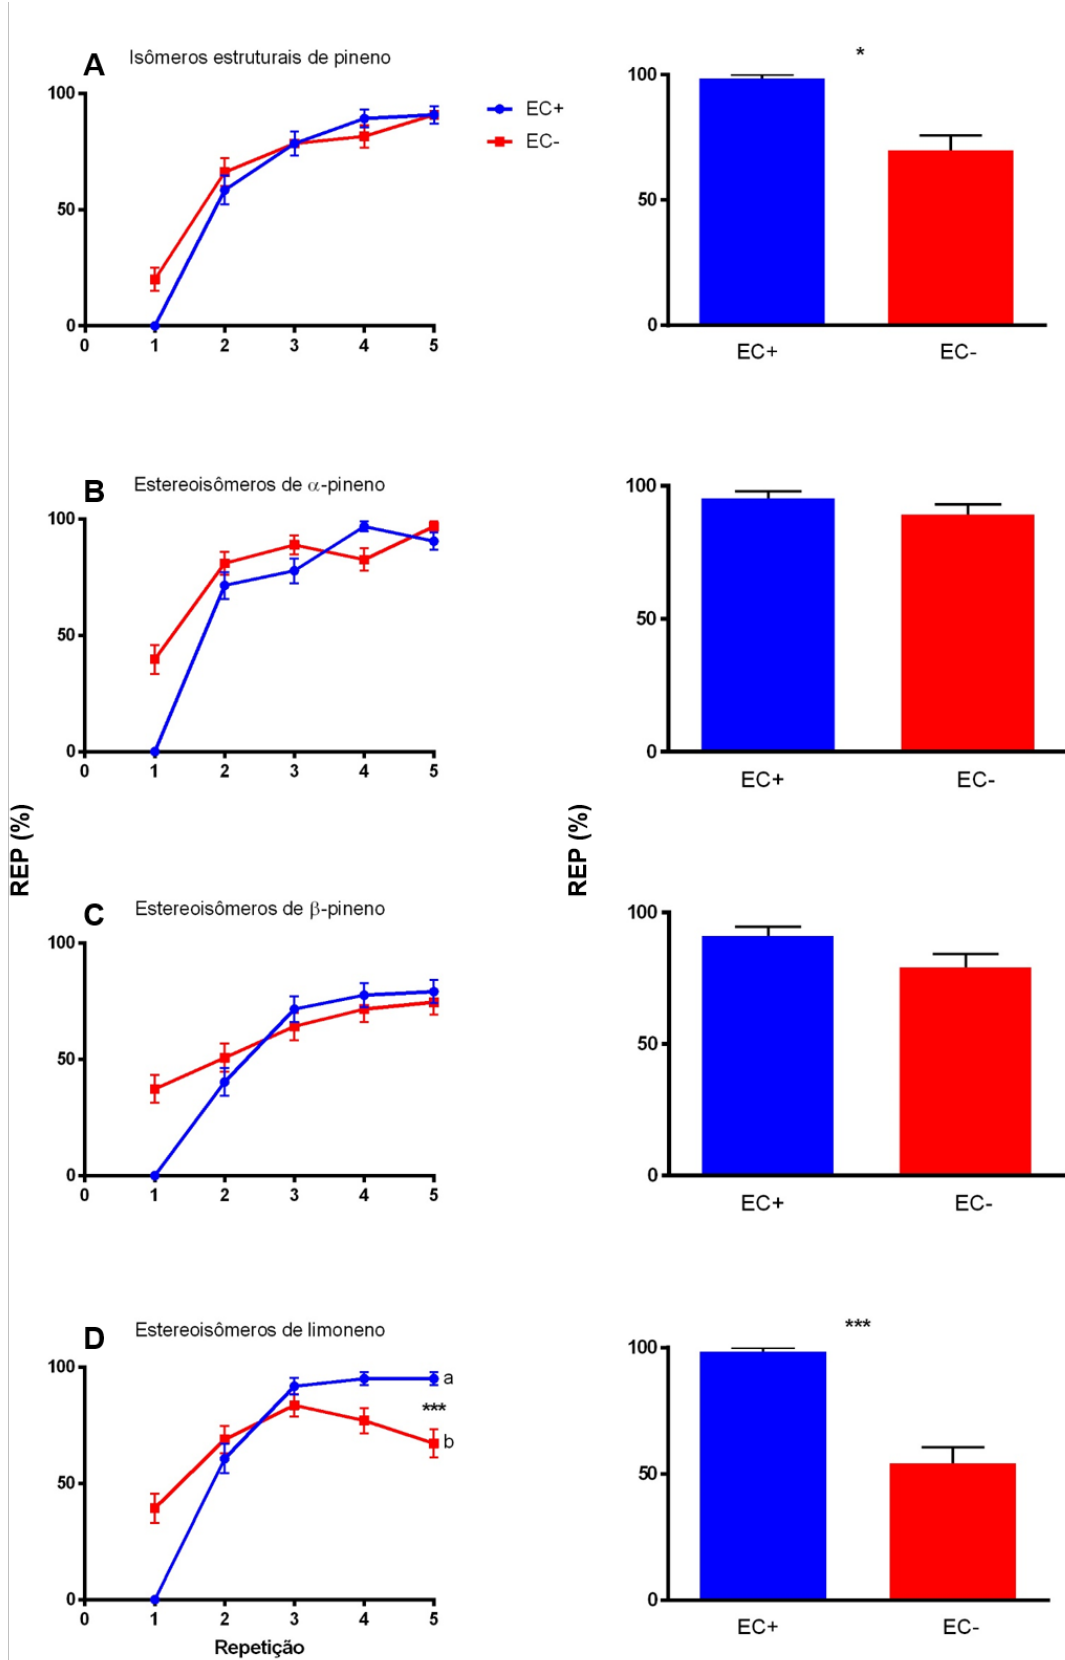 A Isômeros estruturais de pineno
100
50
0
0 1 2 3 4 5
EC+
EC-
*
100
50
0
EC+ EC-
B Estereoisômeros de α-pineno
100
50
0
0 1 2 3 4 5
100
50
0
EC+ EC-
REP (%)
REP (%)
C Estereoisômeros de β-pineno
100
50
0
0 1 2 3 4 5
100
50
0
EC+ EC-
D Estereoisômeros de limoneno
100
50
0
a
***
b
0 1 2 3 4 5
Repetição
***
100
50
0
EC+ EC-